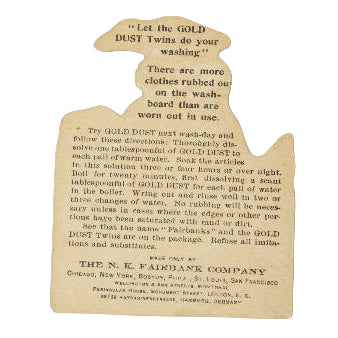 "Let the GOLD
DUST Twins do your
washing"
There are more
clothes rubbed out
on the wash-
board than are
worn out in use.
Try GOLD DUST next wash-day and
follow these directions: Thoroughly dis-
solve one tablespoonful of GOLD DUST to
each pail of warm water. Soak the articles
in this solution three or four hours or over night.
Boil for twenty minutes, first dissolving a scant
tablespoonful of GOLD DUST for each pail of water
in the boiler. Wring out and rinse well in two or
three changes of water. No rubbing will be neces-
sary unless in cases where the edges or other por-
tions have been saturated with mud or dirt.
See that the name "Fairbanks" and the GOLD
DUST Twins are on the package. Refuse all imita-
tions and substitutes.
MADE ONLY BY
THE N. K. FAIRBANK COMPANY
CHICAGO, NEW YORK, BOSTON, PHILA., ST. LOUIS, SAN FRANCISCO
WELLINGTON & ANN STREETS, MONTREAL
PENINSULAR HOUSE, MONUMENT STREET, LONDON, E. C.
KATHARINENSTRASSE, HAMBURG, GERMANY